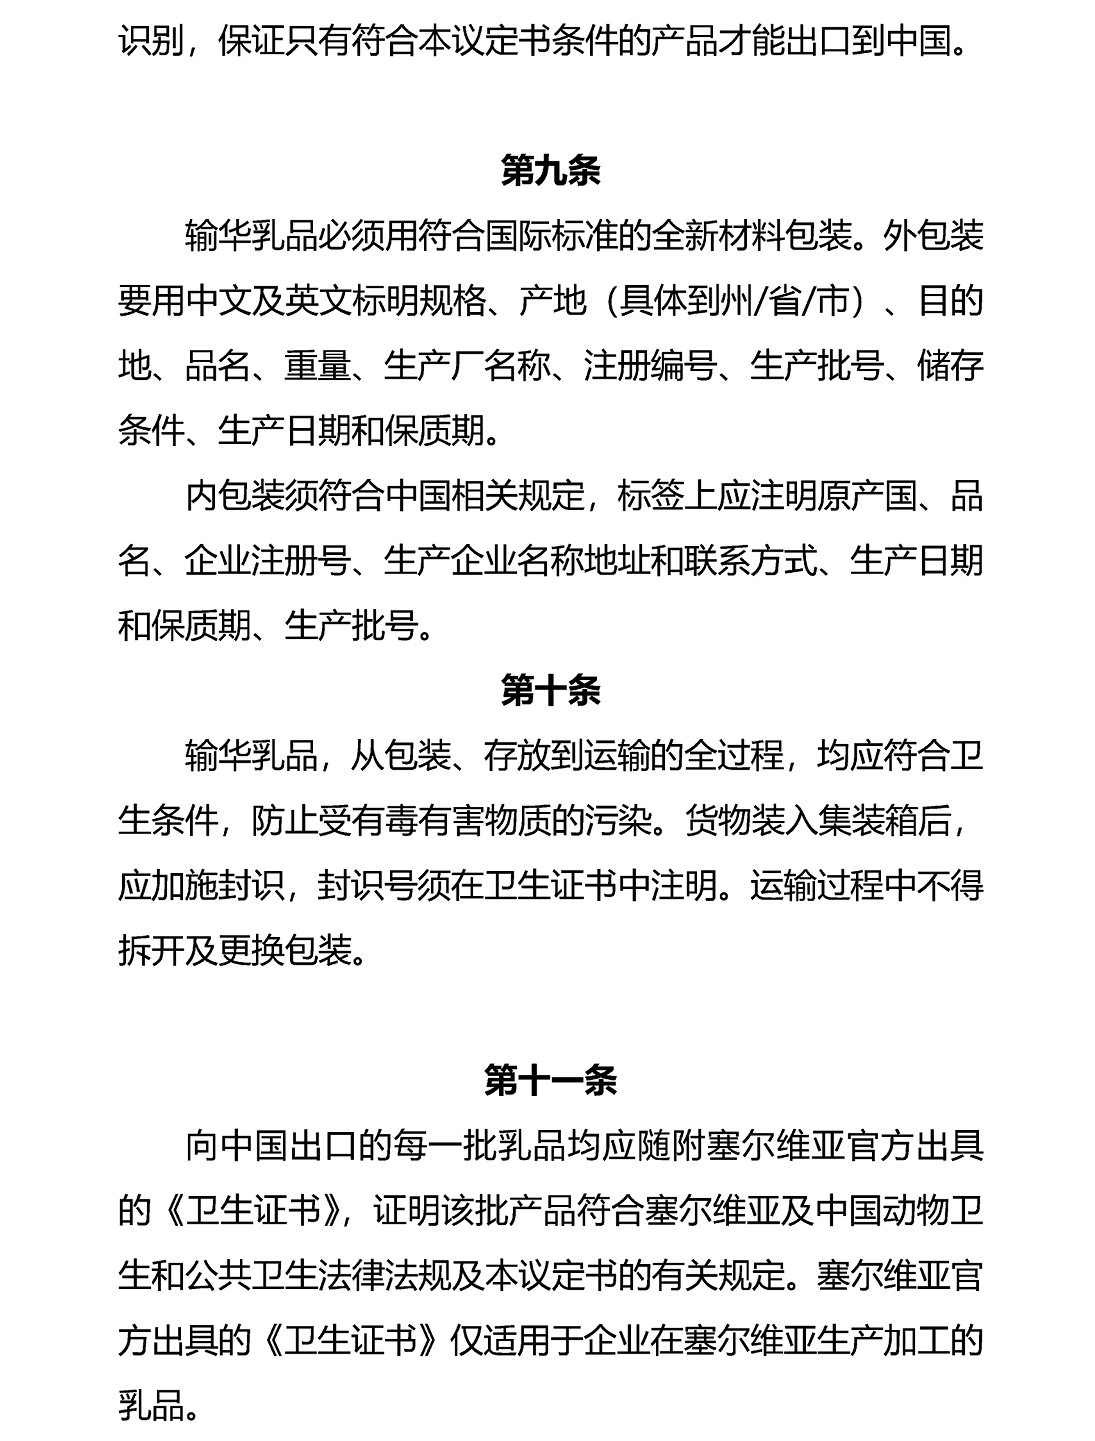 识别，保证只有符合本议定书条件的产品才能出口到中国。
第九条
输华乳品必须用符合国际标准的全新材料包装。外包装
要用中文及英文标明规格、产地（具体到州/省/市）、目的
地、品名、重量、生产厂名称、注册编号、生产批号、储存
条件、生产日期和保质期。
内包装须符合中国相关规定，标签上应注明原产国、品
名、企业注册号、生产企业名称地址和联系方式、生产日期
和保质期、生产批号。
第十条
输华乳品，从包装、存放到运输的全过程，均应符合卫
生条件，防止受有毒有害物质的污染。货物装入集装箱后，
应加施封识，封识号须在卫生证书中注明。运输过程中不得
拆开及更换包装。
第十一条
向中国出口的每一批乳品均应随附塞尔维亚官方出具
的《卫生证书》，证明该批产品符合塞尔维亚及中国动物卫
生和公共卫生法律法规及本议定书的有关规定。塞尔维亚官
方出具的《卫生证书》仅适用于企业在塞尔维亚生产加工的
乳品。